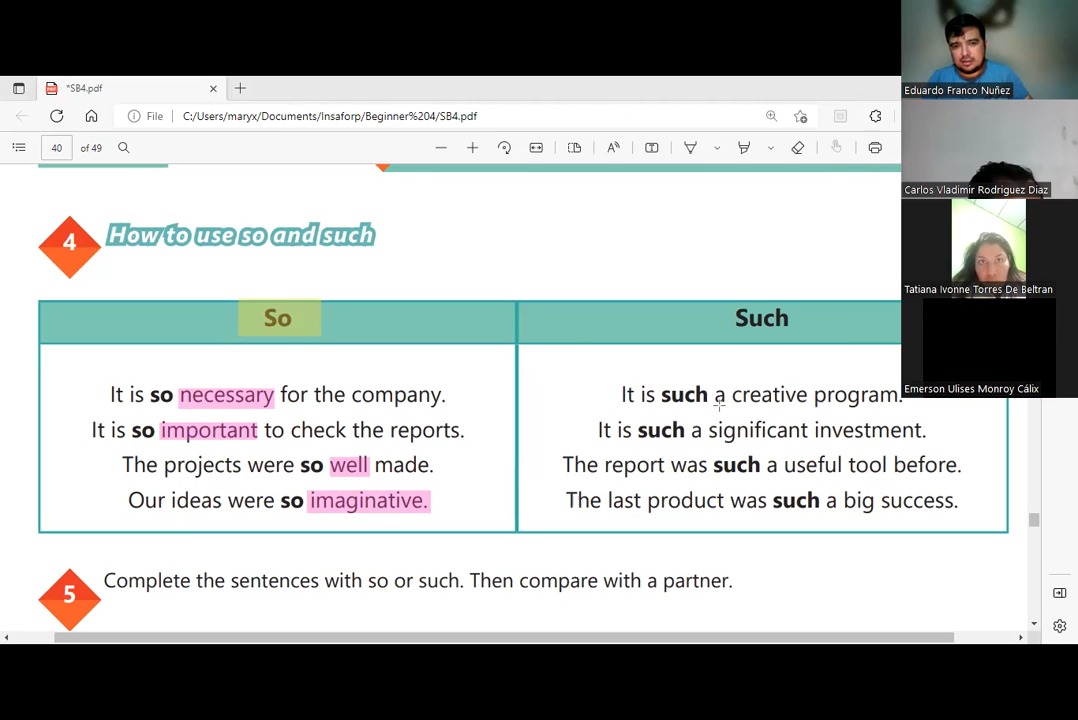 *SB4.pdf
File C:/Users/maryx/Documents/Insaforp/Beginner%204/SB4.pdf
40 of 49
4 How to use so and such
So
It is so necessary for the company.
It is so important to check the reports.
The projects were so well made.
Our ideas were so imaginative.
Such
It is such a creative program.
It is such a significant investment.
The report was such a useful tool before.
The last product was such a big success.
5 Complete the sentences with so or such. Then compare with a partner.
Eduardo Franco Nuñez
Carlos Vladimir Rodriguez Diaz
Tatiana Ivonne Torres De Beltran
Emerson Ulises Monroy Cálix